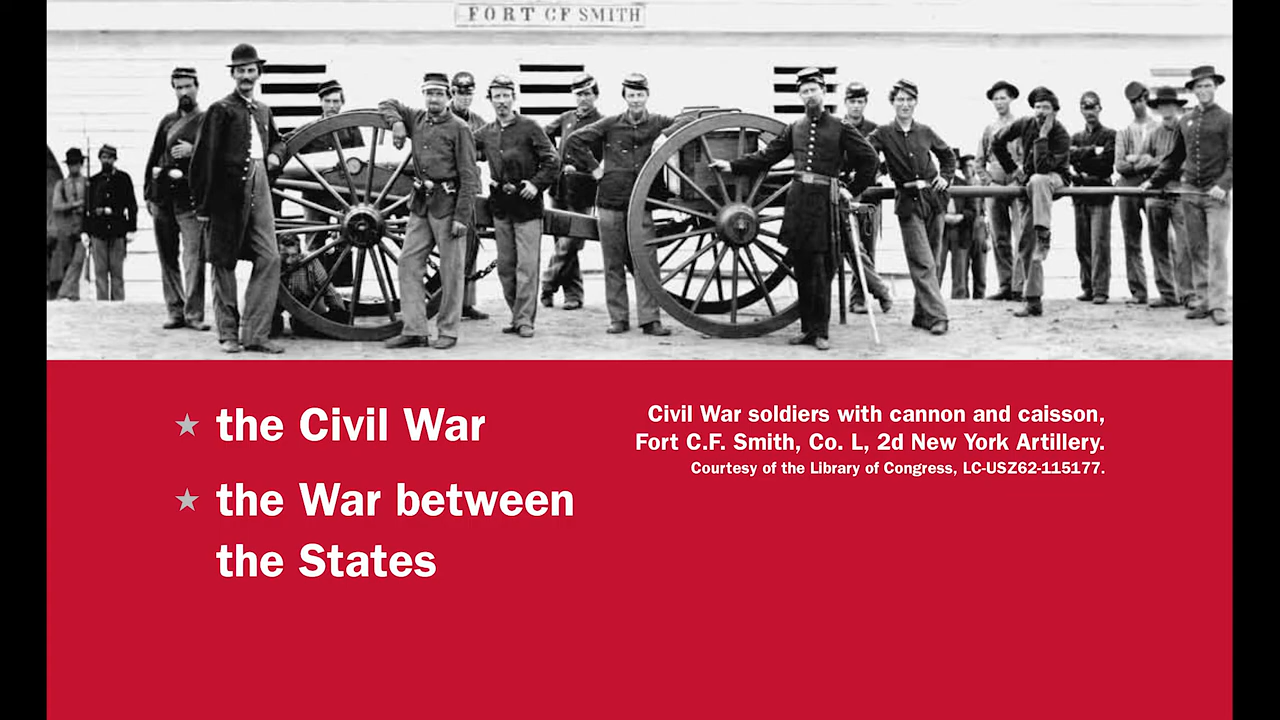 FORT CF SMITH
★ the Civil War
★ the War between
the States
Civil War soldiers with cannon and caisson,
Fort C.F. Smith, Co. L, 2d New York Artillery.
Courtesy of the Library of Congress, LC-USZ62-115177.